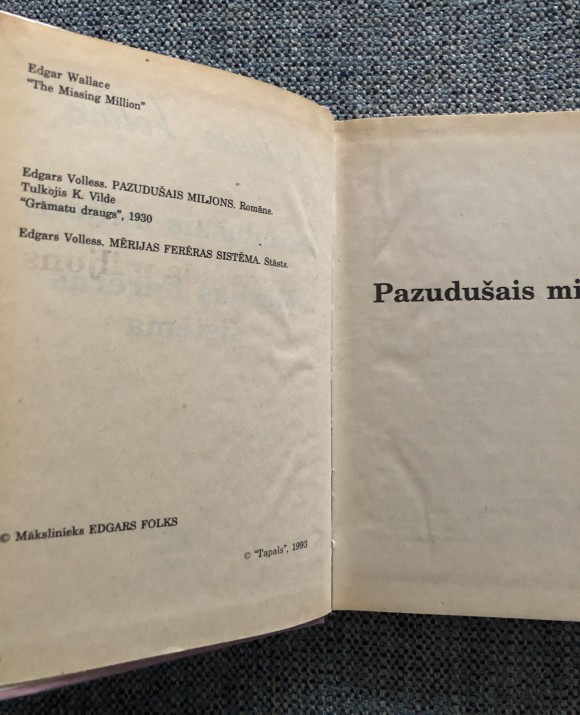 Edgar Wallace
"The Missing Million"
Edgars Volless. PAZUDUŠAIS MILJONS. Romāns.
Tulkojis K. Vilde
"Grāmatu draugs", 1930
Edgars Volless. MĒRIJAS FERĒRAS SISTĒMA. Stāsts.
© Mākslinieks EDGARS FOLKS
© "Tapals", 1993
Pazudušais mi